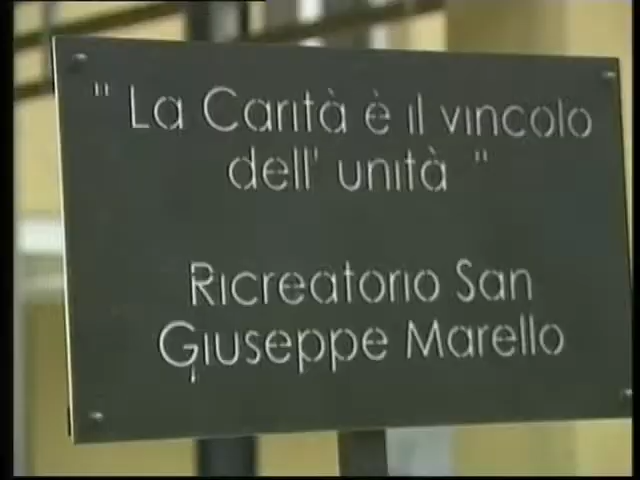 " La Carità è il vincolo
dell' unità "
Ricreatorio San
Giuseppe Marello